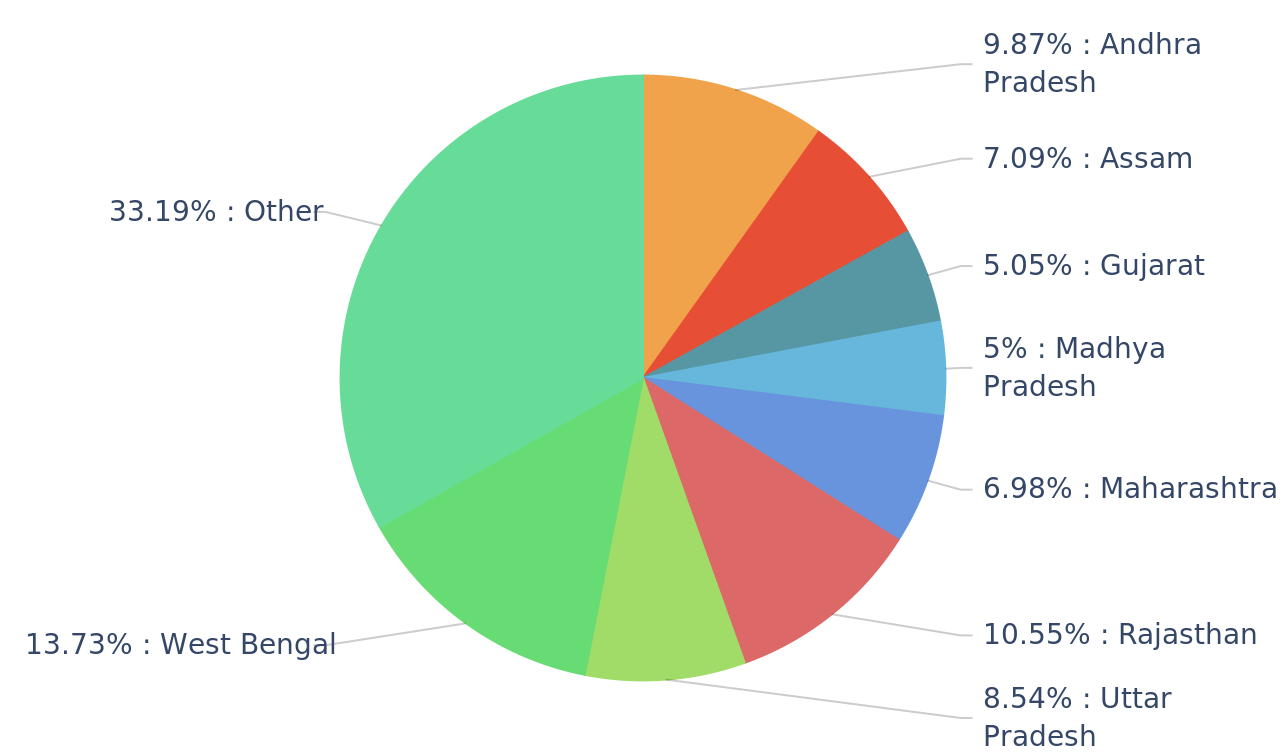 9.87% : Andhra
Pradesh
7.09% : Assam
5.05% : Gujarat
5% : Madhya
Pradesh
6.98% : Maharashtra
10.55% : Rajasthan
8.54% : Uttar
Pradesh
13.73% : West Bengal
33.19% : Other